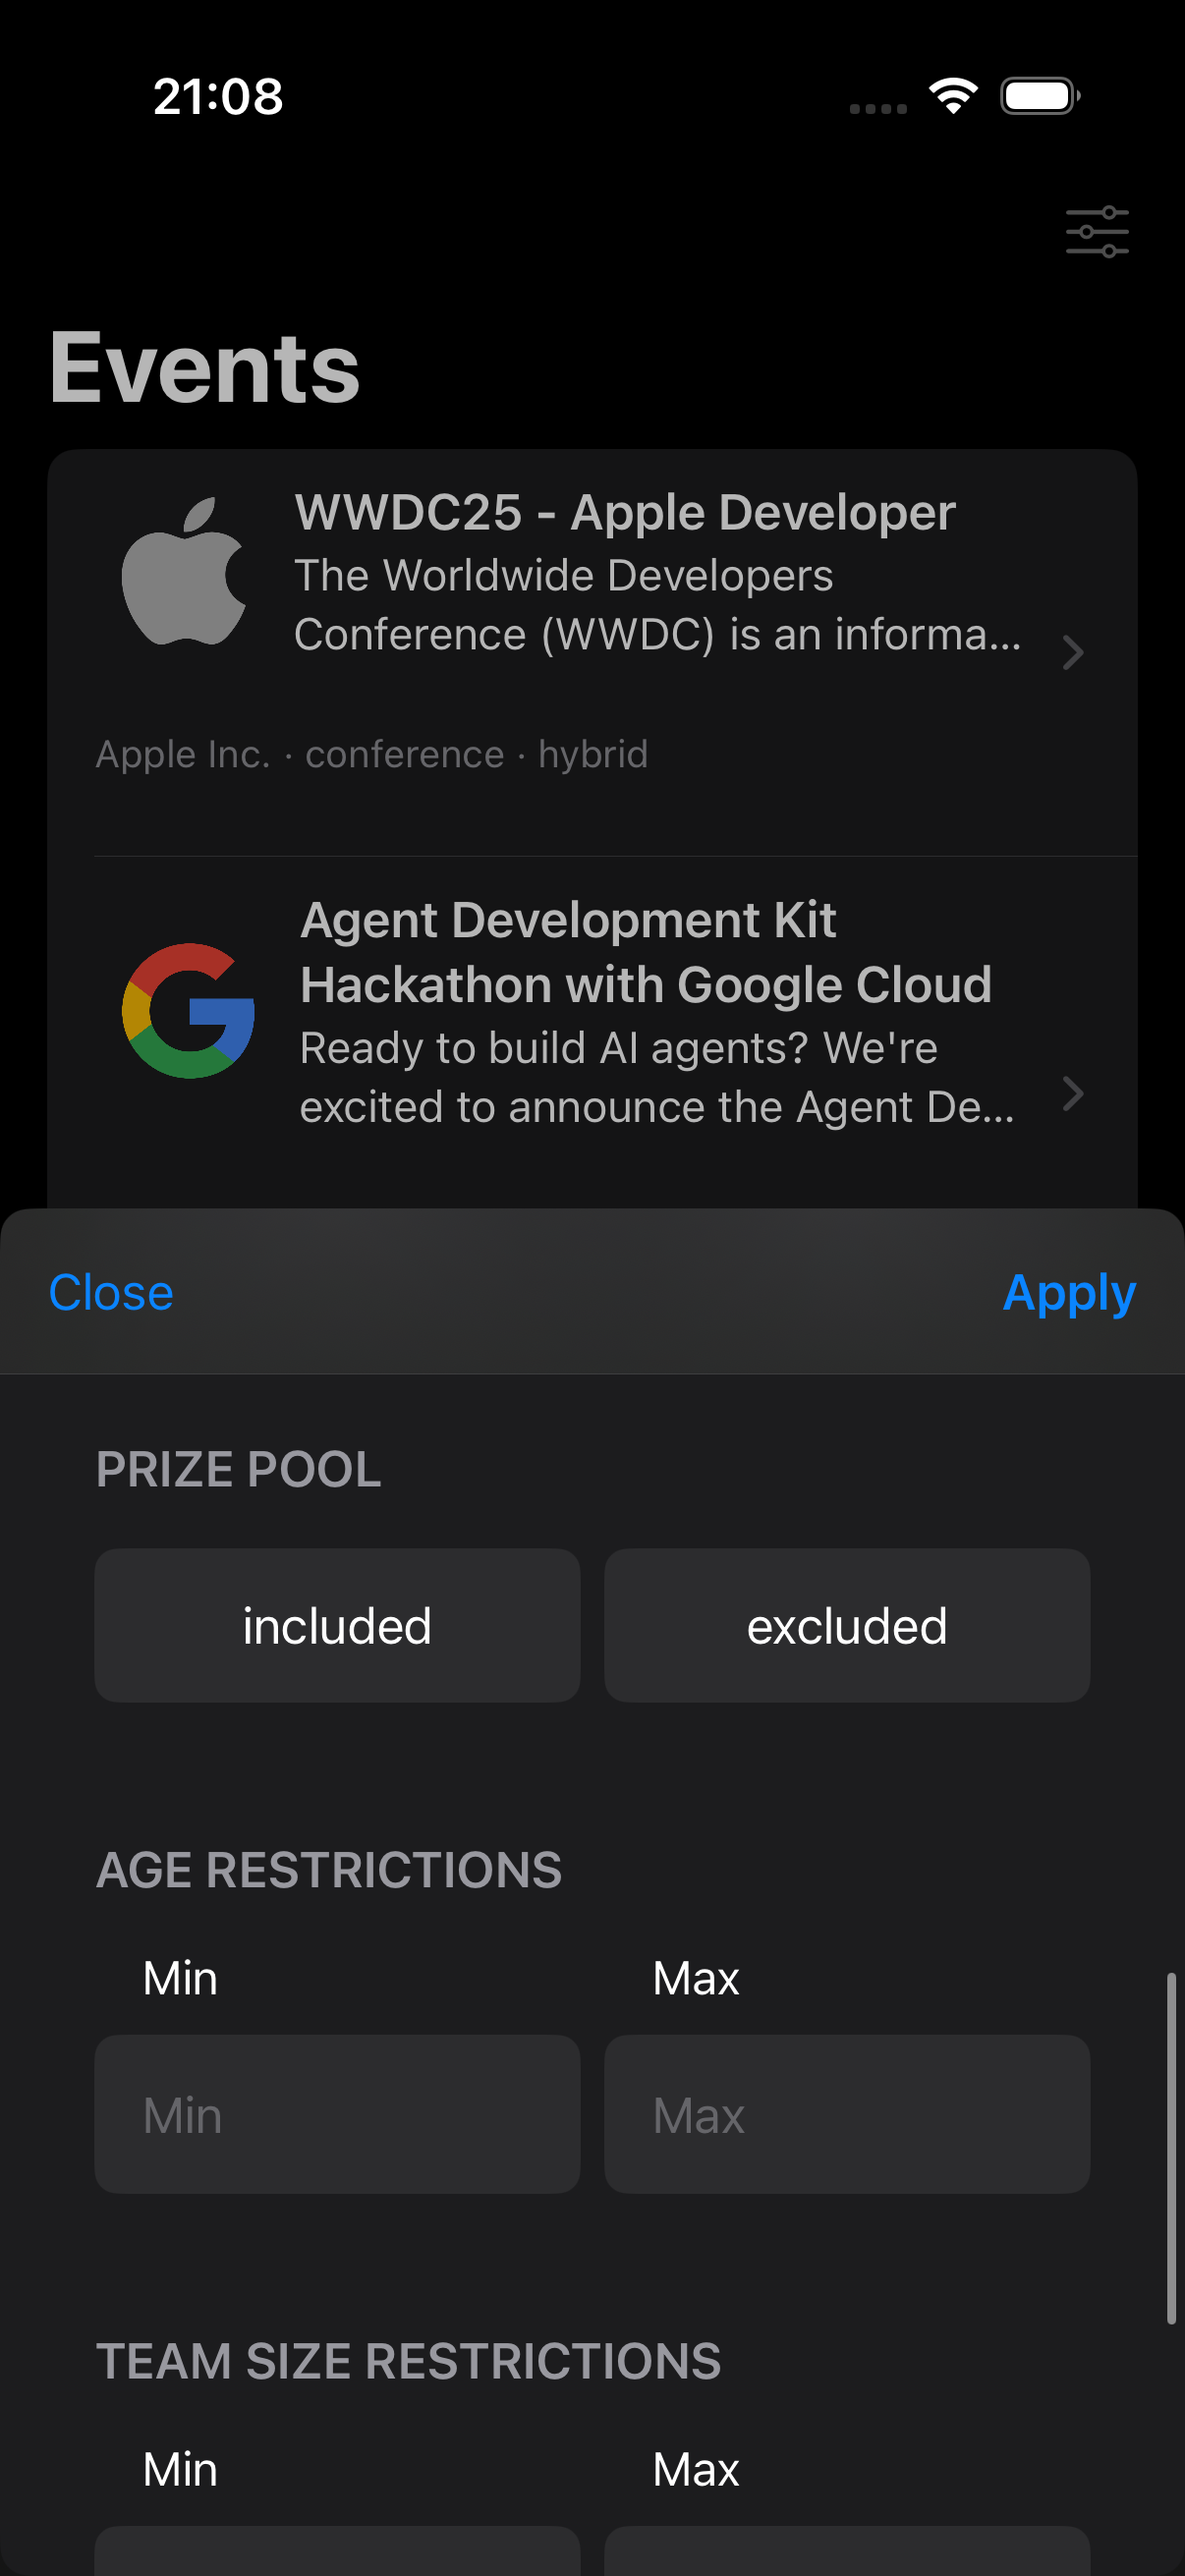 21:08
Events
WWDC25 - Apple Developer
The Worldwide Developers
Conference (WWDC) is an informa...
Apple Inc. · conference · hybrid
Agent Development Kit
Hackathon with Google Cloud
Ready to build AI agents? We're
excited to announce the Agent De...
Close
Apply
PRIZE POOL
included
excluded
AGE RESTRICTIONS
Min
Max
Min
Max
TEAM SIZE RESTRICTIONS
Min
Max